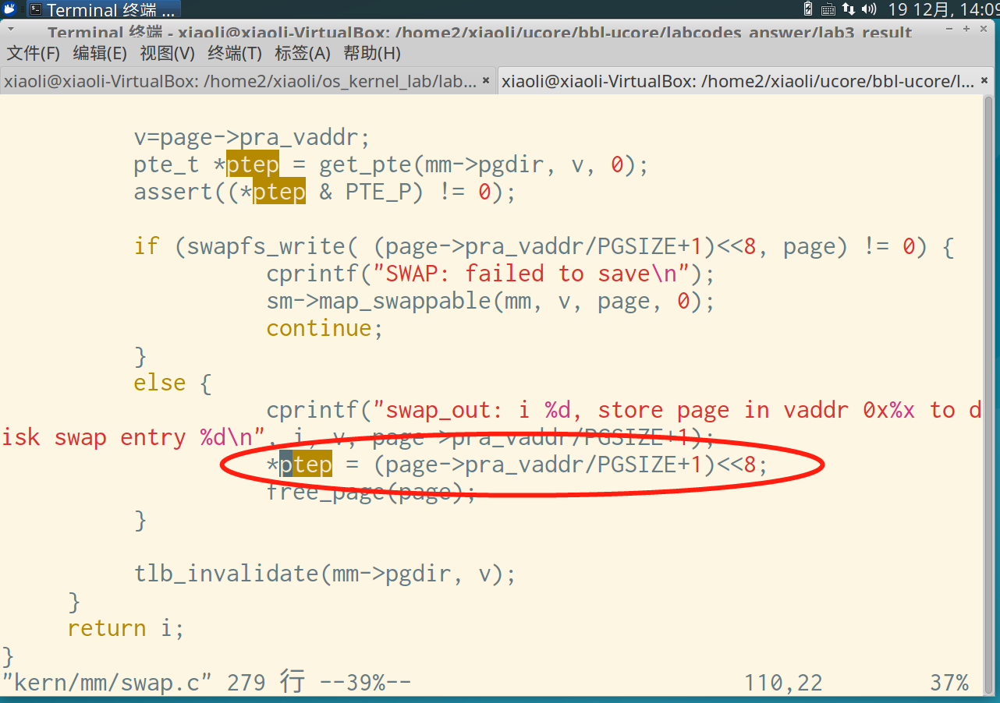 Terminal 终端 ...
19 12月, 14:09
Terminal 终端 - xiaoli@xiaoli-VirtualBox: /home2/xiaoli/ucore/bbl-ucore/labcodes_answer/lab3_result
文件(F) 编辑(E) 视图(V) 终端(T) 标签(A) 帮助(H)
xiaoli@xiaoli-VirtualBox: /home2/xiaoli/os_kernel_lab/lab... × xiaoli@xiaoli-VirtualBox: /home2/xiaoli/ucore/bbl-ucore/l... ×
v=page->pra_vaddr;
pte_t *ptep = get_pte(mm->pgdir, v, 0);
assert((*ptep & PTE_P) != 0);
if (swapfs_write( (page->pra_vaddr/PGSIZE+1)<<8, page) != 0) {
cprintf("SWAP: failed to save\n");
sm->map_swappable(mm, v, page, 0);
continue;
}
else {
cprintf("swap_out: i %d, store page in vaddr 0x%x to d
isk swap entry %d\n", i, v, page->pra_vaddr/PGSIZE+1);
*ptep = (page->pra_vaddr/PGSIZE+1)<<8;
free_page(page);
}
tlb_invalidate(mm->pgdir, v);
}
return i;
}
"kern/mm/swap.c" 279 行 --39%-- 110,22 37%